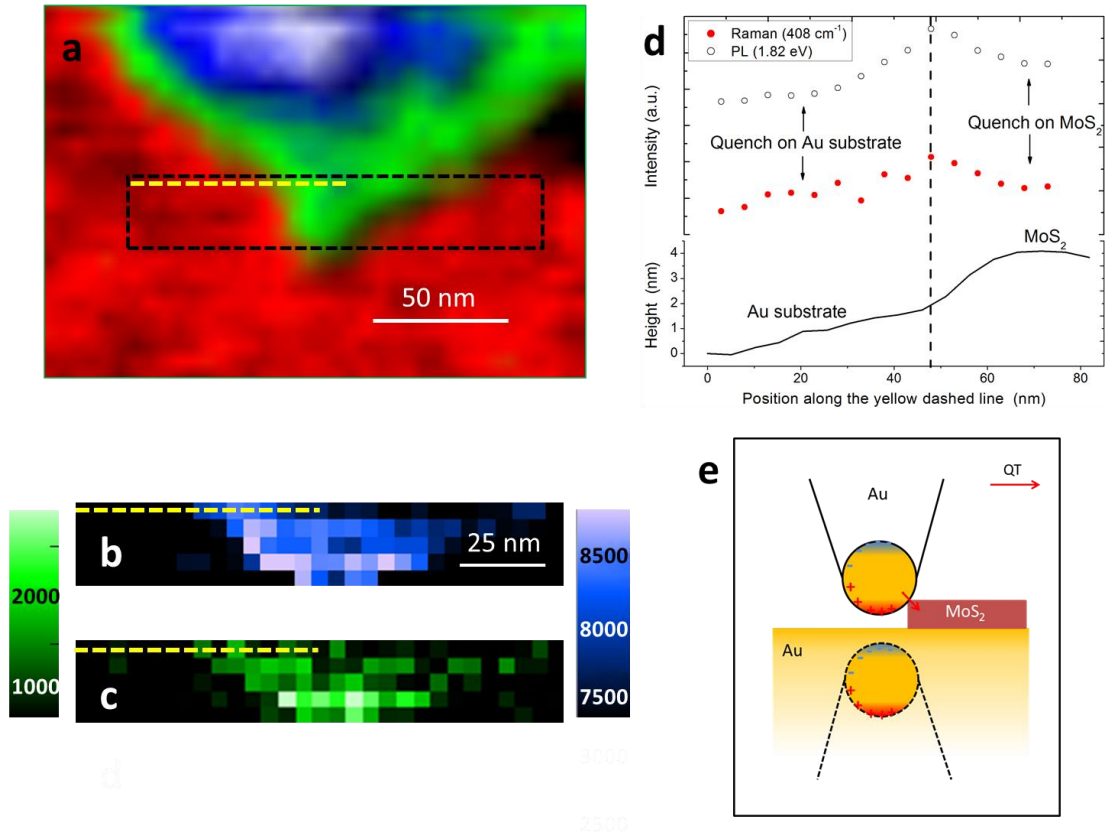 a
50 nm
d
Raman (408 cm⁻¹)
PL (1.82 eV)
Quench on Au substrate
Quench on MoS₂
Intensity (a.u.)
MoS₂
Au substrate
Height (nm)
4
3
2
1
0
0 20 40 60 80
Position along the yellow dashed line (nm)
b
25 nm
c
2000
1000
8500
8000
7500
3000
2500
d
e
QT
Au
MoS₂
Au